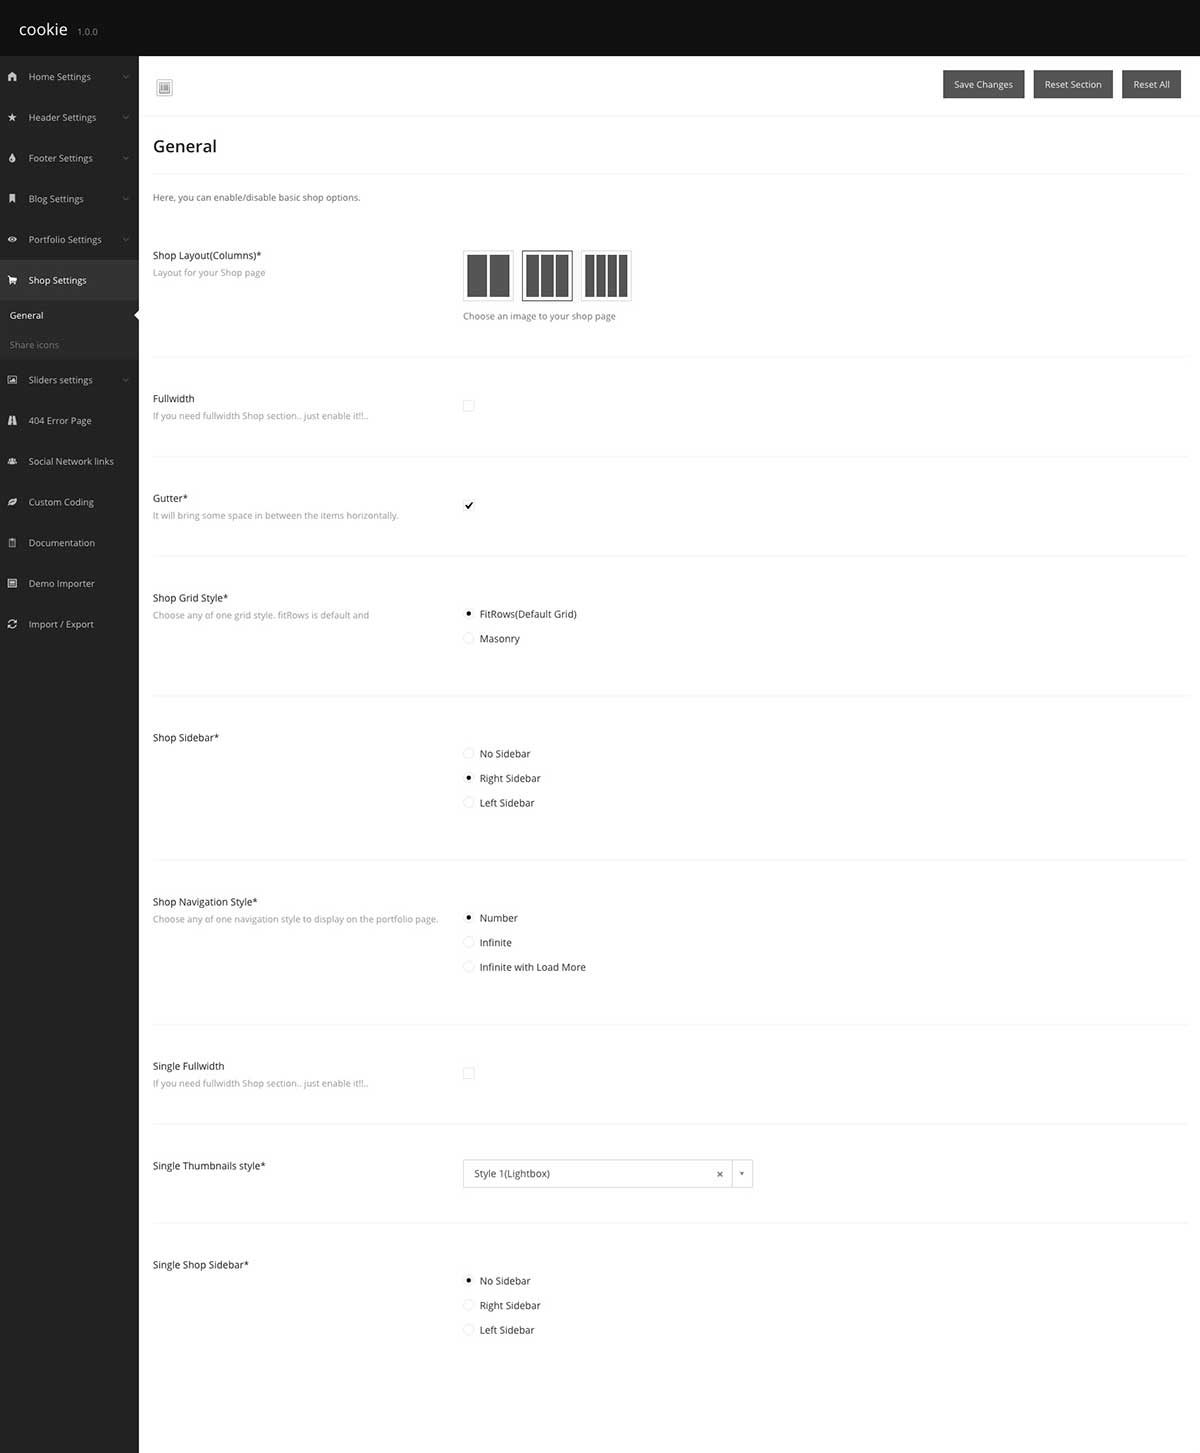 cookie 1.0.0
Home Settings
Header Settings
Footer Settings
Blog Settings
Portfolio Settings
Shop Settings
General
Share icons
Sliders settings
404 Error Page
Social Network links
Custom Coding
Documentation
Demo Importer
Import / Export
Save Changes
Reset Section
Reset All
General
Here, you can enable/disable basic shop options.
Shop Layout(Columns)*
Layout for your Shop page
Choose an image to your shop page
Fullwidth
If you need fullwidth Shop section.. just enable it!!..
Gutter*
It will bring some space in between the items horizontally.
Shop Grid Style*
Choose any of one grid style. fitRows is default and
FitRows(Default Grid)
Masonry
Shop Sidebar*
No Sidebar
Right Sidebar
Left Sidebar
Shop Navigation Style*
Choose any of one navigation style to display on the portfolio page.
Number
Infinite
Infinite with Load More
Single Fullwidth
If you need fullwidth Shop section.. just enable it!!..
Single Thumbnails style*
Style 1(Lightbox)
Single Shop Sidebar*
No Sidebar
Right Sidebar
Left Sidebar